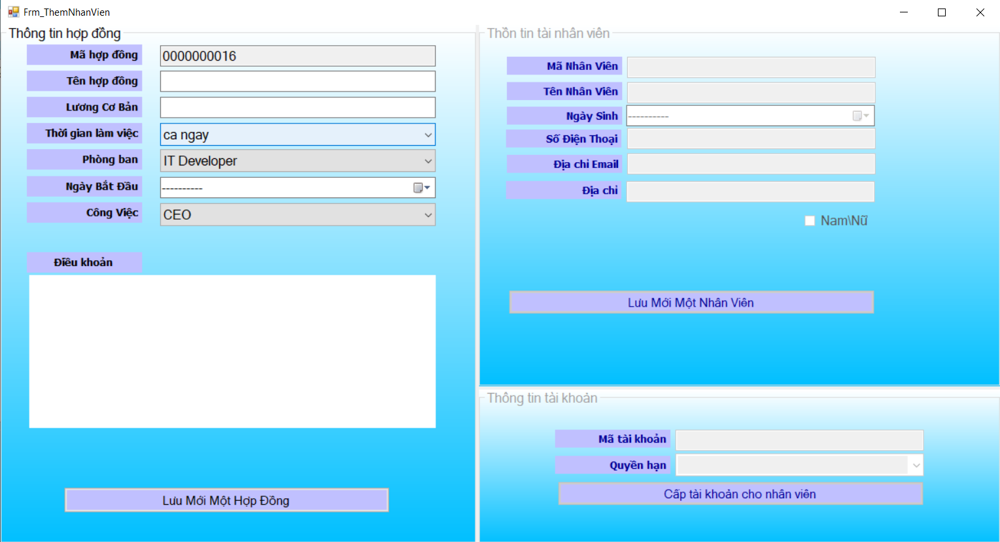 Frm_ThemNhanVien
Thông tin hợp đồng
Mã hợp đồng
0000000016
Tên hợp đồng
Lương Cơ Bản
Thời gian làm việc
ca ngay
Phòng ban
IT Developer
Ngày Bắt Đầu
----------
Công Việc
CEO
Điều khoản
Lưu Mới Một Hợp Đồng
Thồn tin tài nhân viên
Mã Nhân Viên
Tên Nhân Viên
Ngày Sinh
----------
Số Điện Thoại
Địa chỉ Email
Địa chỉ
Nam\Nữ
Lưu Mới Một Nhân Viên
Thông tin tài khoản
Mã tài khoản
Quyền hạn
Cấp tài khoản cho nhân viên